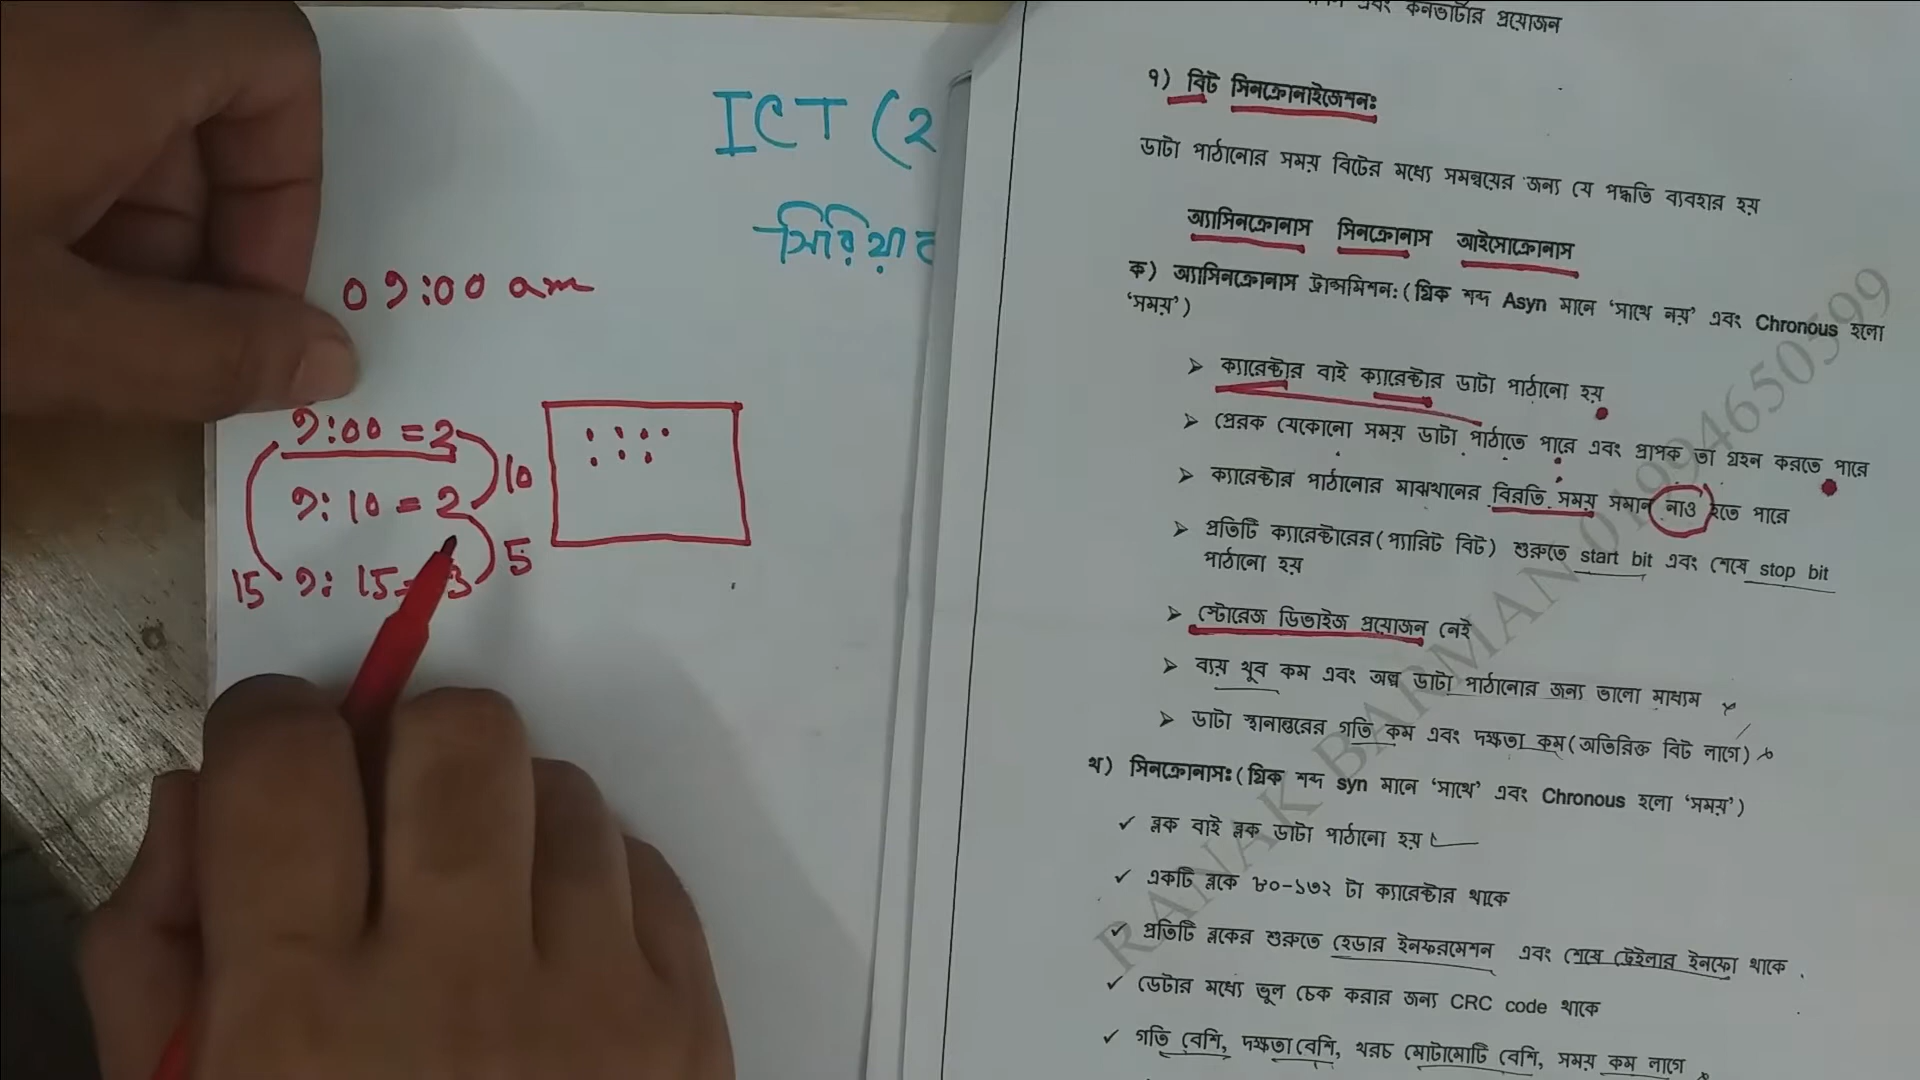 ICT (২
সিরিয়া
০৭:00 am
৭:00 = 2
10
৭: 10 = 2
5
15 ৭: 15 = 3
এবং কনভার্টার প্রয়োজন
৭) বিট সিনক্রোনাইজেশনঃ
ডাটা পাঠানোর সময় বিটের মধ্যে সমন্বয়ের জন্য যে পদ্ধতি ব্যবহার হয়
অ্যাসিনক্রোনাস সিনক্রোনাস আইসোক্রোনাস
ক) অ্যাসিনক্রোনাস ট্রান্সমিশন:(গ্রিক শব্দ Asyn মানে ‘সাথে নয়’ এবং Chronous হলো
‘সময়’)
➤ ক্যারেক্টার বাই ক্যারেক্টার ডাটা পাঠানো হয়
➤ প্রেরক যেকোনো সময় ডাটা পাঠাতে পারে এবং প্রাপক তা গ্রহন করতে পারে
➤ ক্যারেক্টার পাঠানোর মাঝখানের বিরতি সময় সমান নাও হতে পারে
➤ প্রতিটি ক্যারেক্টারের(প্যারিট বিট) শুরুতে start bit এবং শেষে stop bit
পাঠানো হয়
➤ স্টোরেজ ডিভাইজ প্রয়োজন নেই
➤ ব্যয় খুব কম এবং অল্প ডাটা পাঠানোর জন্য ভালো মাধ্যম
➤ ডাটা স্থানান্তরের গতি কম এবং দক্ষতা কম(অতিরিক্ত বিট লাগে)
খ) সিনক্রোনাসঃ(গ্রিক শব্দ syn মানে ‘সাথে’ এবং Chronous হলো ‘সময়’)
✓ ব্লক বাই ব্লক ডাটা পাঠানো হয়
✓ একটি ব্লকে ৮০-১৩২ টা ক্যারেক্টার থাকে
✓ প্রতিটি ব্লকের শুরুতে হেডার ইনফরমেশন এবং শেষে ট্রেইলার ইনফো থাকে
✓ ডেটার মধ্যে ভুল চেক করার জন্য CRC code থাকে
✓ গতি বেশি, দক্ষতা বেশি, খরচ মোটামোটি বেশি, সময় কম লাগে
RANAK BARMAN 01994650599